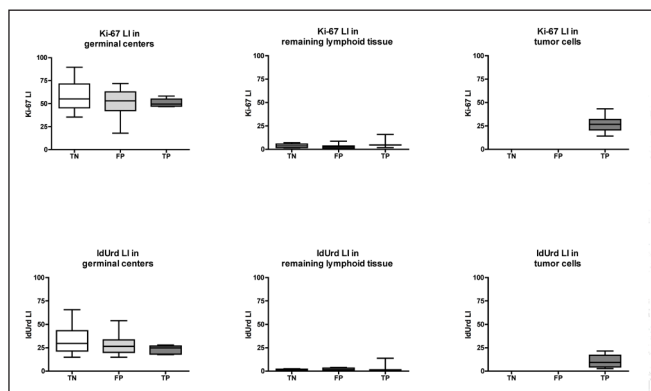 Ki-67 LI in
germinal centers
Ki-67 LI
100
75
50
25
0
TN FP TP
Ki-67 LI in
remaining lymphoid tissue
Ki-67 LI
100
75
50
25
0
TN FP TP
Ki-67 LI in
tumor cells
Ki-67 LI
100
75
50
25
0
TN FP TP
IdUrd LI in
germinal centers
IdUrd LI
100
75
50
25
0
TN FP TP
IdUrd LI in
remaining lymphoid tissue
IdUrd LI
100
75
50
25
0
TN FP TP
IdUrd LI in
tumor cells
IdUrd LI
100
75
50
25
0
TN FP TP